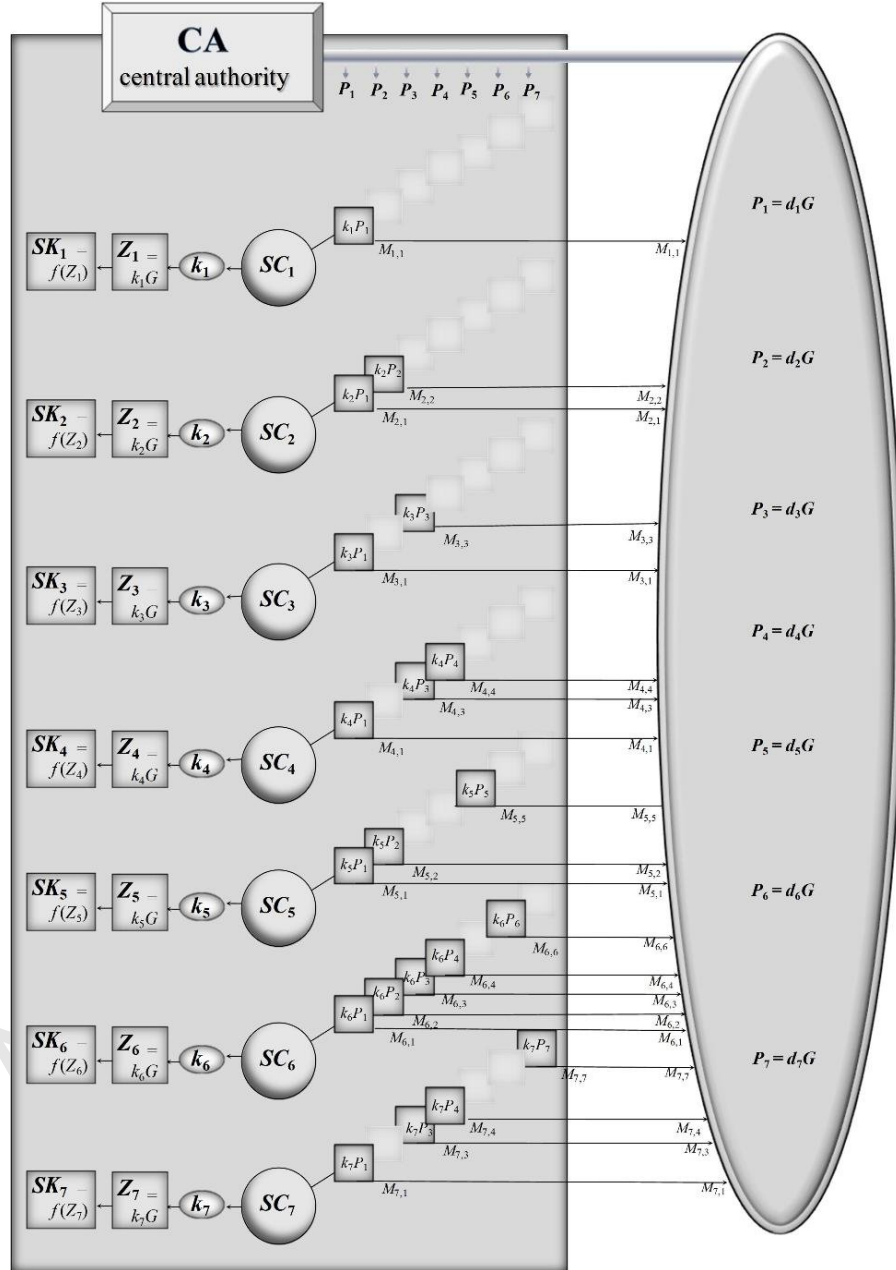 CA
central authority
P₁ P₂ P₃ P₄ P₅ P₆ P₇
P₁ = d₁G
k₁P₁
SK₁ = f(Z₁)
Z₁ = k₁G
k₁
SC₁
M₁,₁
M₁,₁
P₂ = d₂G
k₂P₂
k₂P₁
M₂,₂
M₂,₂
SK₂ = f(Z₂)
Z₂ = k₂G
k₂
SC₂
M₂,₁
M₂,₁
P₃ = d₃G
k₃P₃
M₃,₃
M₃,₃
k₃P₁
SK₃ = f(Z₃)
Z₃ = k₃G
k₃
SC₃
M₃,₁
M₃,₁
P₄ = d₄G
k₄P₄
k₄P₃
M₄,₄
M₄,₄
M₄,₃
M₄,₃
k₄P₁
SK₄ = f(Z₄)
Z₄ = k₄G
k₄
SC₄
M₄,₁
M₄,₁
P₅ = d₅G
k₅P₅
M₅,₅
M₅,₅
k₅P₂
k₅P₁
M₅,₂
M₅,₂
SK₅ = f(Z₅)
Z₅ = k₅G
k₅
SC₅
M₅,₁
M₅,₁
P₆ = d₆G
k₆P₆
M₆,₆
M₆,₆
k₆P₄
k₆P₃
M₆,₄
M₆,₄
k₆P₂
M₆,₃
M₆,₃
k₆P₁
M₆,₂
M₆,₂
M₆,₁
M₆,₁
SK₆ = f(Z₆)
Z₆ = k₆G
k₆
SC₆
P₇ = d₇G
k₇P₇
M₇,₇
M₇,₇
k₇P₄
k₇P₃
M₇,₄
M₇,₄
M₇,₃
M₇,₃
k₇P₁
SK₇ = f(Z₇)
Z₇ = k₇G
k₇
SC₇
M₇,₁
M₇,₁